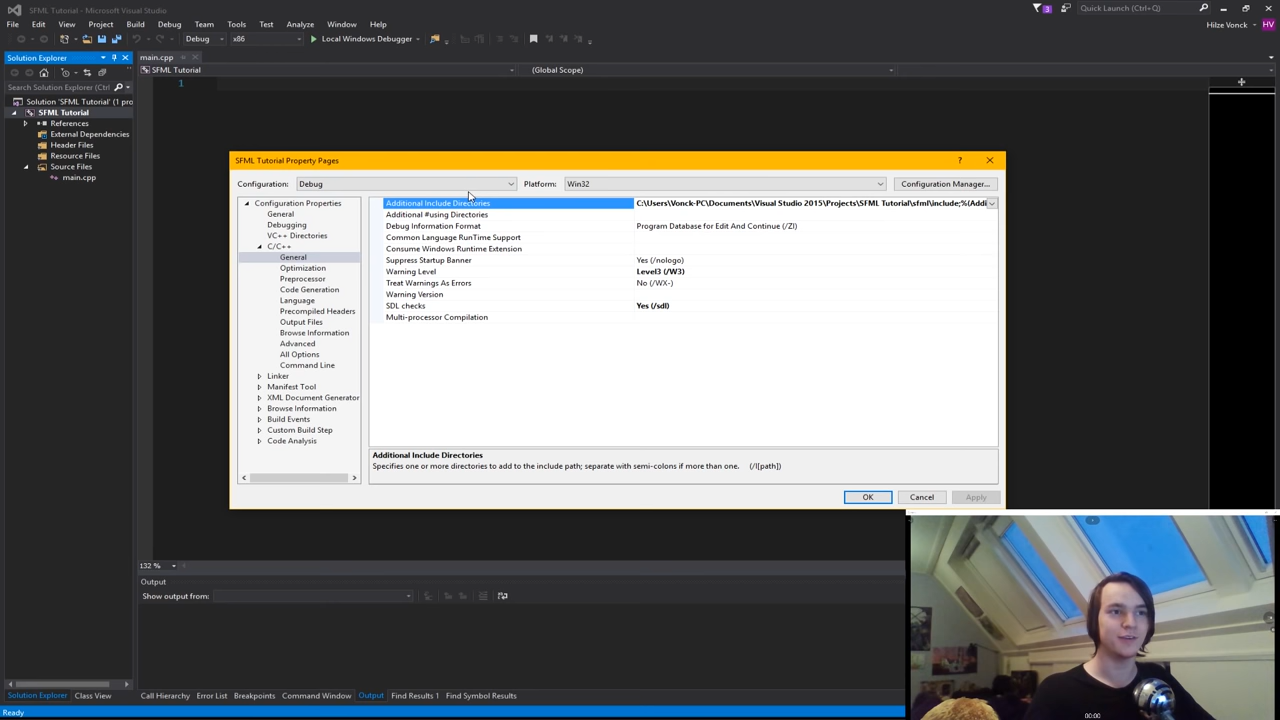 SFML Tutorial - Microsoft Visual Studio
3
Quick Launch (Ctrl+Q)
File Edit View Project Build Debug Team Tools Test Analyze Window Help
Hilze Vonck
HV
Debug
x86
Local Windows Debugger
Solution Explorer
main.cpp
SFML Tutorial
(Global Scope)
Search Solution Explorer (Ctrl
1
Solution 'SFML Tutorial' (1 pro
SFML Tutorial
References
External Dependencies
Header Files
Resource Files
Source Files
main.cpp
SFML Tutorial Property Pages
?
Configuration:
Debug
Platform:
Win32
Configuration Manager...
Configuration Properties
General
Debugging
VC++ Directories
C/C++
General
Optimization
Preprocessor
Code Generation
Language
Precompiled Headers
Output Files
Browse Information
Advanced
All Options
Command Line
Linker
Manifest Tool
XML Document Generator
Browse Information
Build Events
Custom Build Step
Code Analysis
Additional Include Directories C:\Users\Vonck-PC\Documents\Visual Studio 2015\Projects\SFML Tutorial\sfml\include;%(Addi
Additional #using Directories
Debug Information Format Program Database for Edit And Continue (/ZI)
Common Language RunTime Support
Consume Windows Runtime Extension
Suppress Startup Banner Yes (/nologo)
Warning Level Level3 (/W3)
Treat Warnings As Errors No (/WX-)
Warning Version
SDL checks Yes (/sdl)
Multi-processor Compilation
Additional Include Directories
Specifies one or more directories to add to the include path; separate with semi-colons if more than one. (/I[path])
OK Cancel Apply
132 %
Output
Show output from:
Solution Explorer Class View
Call Hierarchy Error List Breakpoints Command Window Output Find Results 1 Find Symbol Results
Ready
00:00